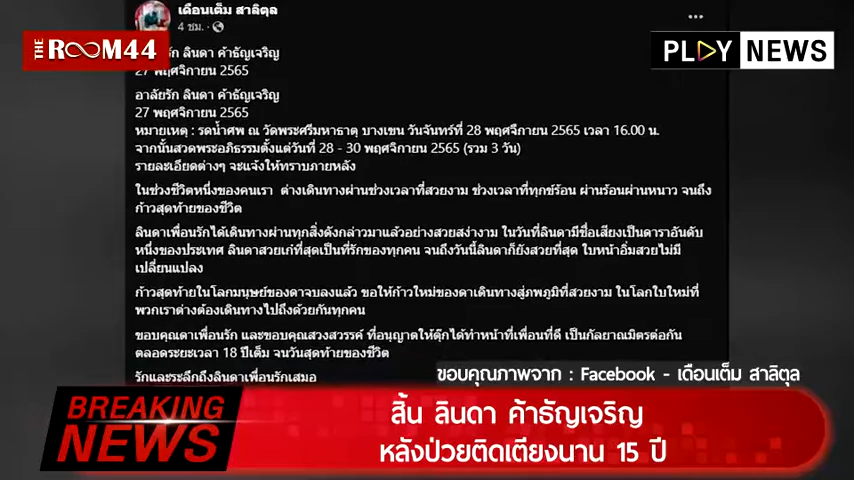 เดือนเต็ม สาลิตุล
4 ชม.
THE ROOM44
PLAY NEWS
รัก ลินดา ค้าธัญเจริญ
27 พฤศจิกายน 2565
อาลัยรัก ลินดา ค้าธัญเจริญ
27 พฤศจิกายน 2565
หมายเหตุ : รดน้ำศพ ณ วัดพระศรีมหาธาตุ บางเขน วันจันทร์ที่ 28 พฤศจิกายน 2565 เวลา 16.00 น.
จากนั้นสวดพระอภิธรรมตั้งแต่วันที่ 28 - 30 พฤศจิกายน 2565 (รวม 3 วัน)
รายละเอียดต่างๆ จะแจ้งให้ทราบภายหลัง
ในช่วงชีวิตหนึ่งของคนเรา ต่างเดินทางผ่านช่วงเวลาที่สวยงาม ช่วงเวลาที่ทุกข์ร้อน ผ่านร้อนผ่านหนาว จนถึง
ก้าวสุดท้ายของชีวิต
ลินดาเพื่อนรักได้เดินทางผ่านทุกสิ่งดังกล่าวมาแล้วอย่างสวยสง่างาม ในวันที่ลินดามีชื่อเสียงเป็นดาราอันดับ
หนึ่งของประเทศ ลินดาสวยเก๋ที่สุดเป็นที่รักของทุกคน จนถึงวันนี้ลินดาก็ยังสวยที่สุด ใบหน้าอิ่มสวยไม่มี
เปลี่ยนแปลง
ก้าวสุดท้ายในโลกมนุษย์ของดาจบลงแล้ว ขอให้ก้าวใหม่ของดาเดินทางสู่ภพภูมิที่สวยงาม ในโลกใบใหม่ที่
พวกเราต่างต้องเดินทางไปถึงด้วยกันทุกคน
ขอบคุณดาเพื่อนรัก และขอบคุณสวงสวรรค์ ที่อนุญาตให้ตุ๊กได้ทำหน้าที่เพื่อนที่ดี เป็นกัลยาณมิตรต่อกัน
ตลอดระยะเวลา 18 ปีเต็ม จนวันสุดท้ายของชีวิต
รักและระลึกถึงลินดาเพื่อนรักเสมอ
ขอบคุณภาพจาก : Facebook - เดือนเต็ม สาลิตุล
BREAKING
NEWS
สิ้น ลินดา ค้าธัญเจริญ
หลังป่วยติดเตียงนาน 15 ปี